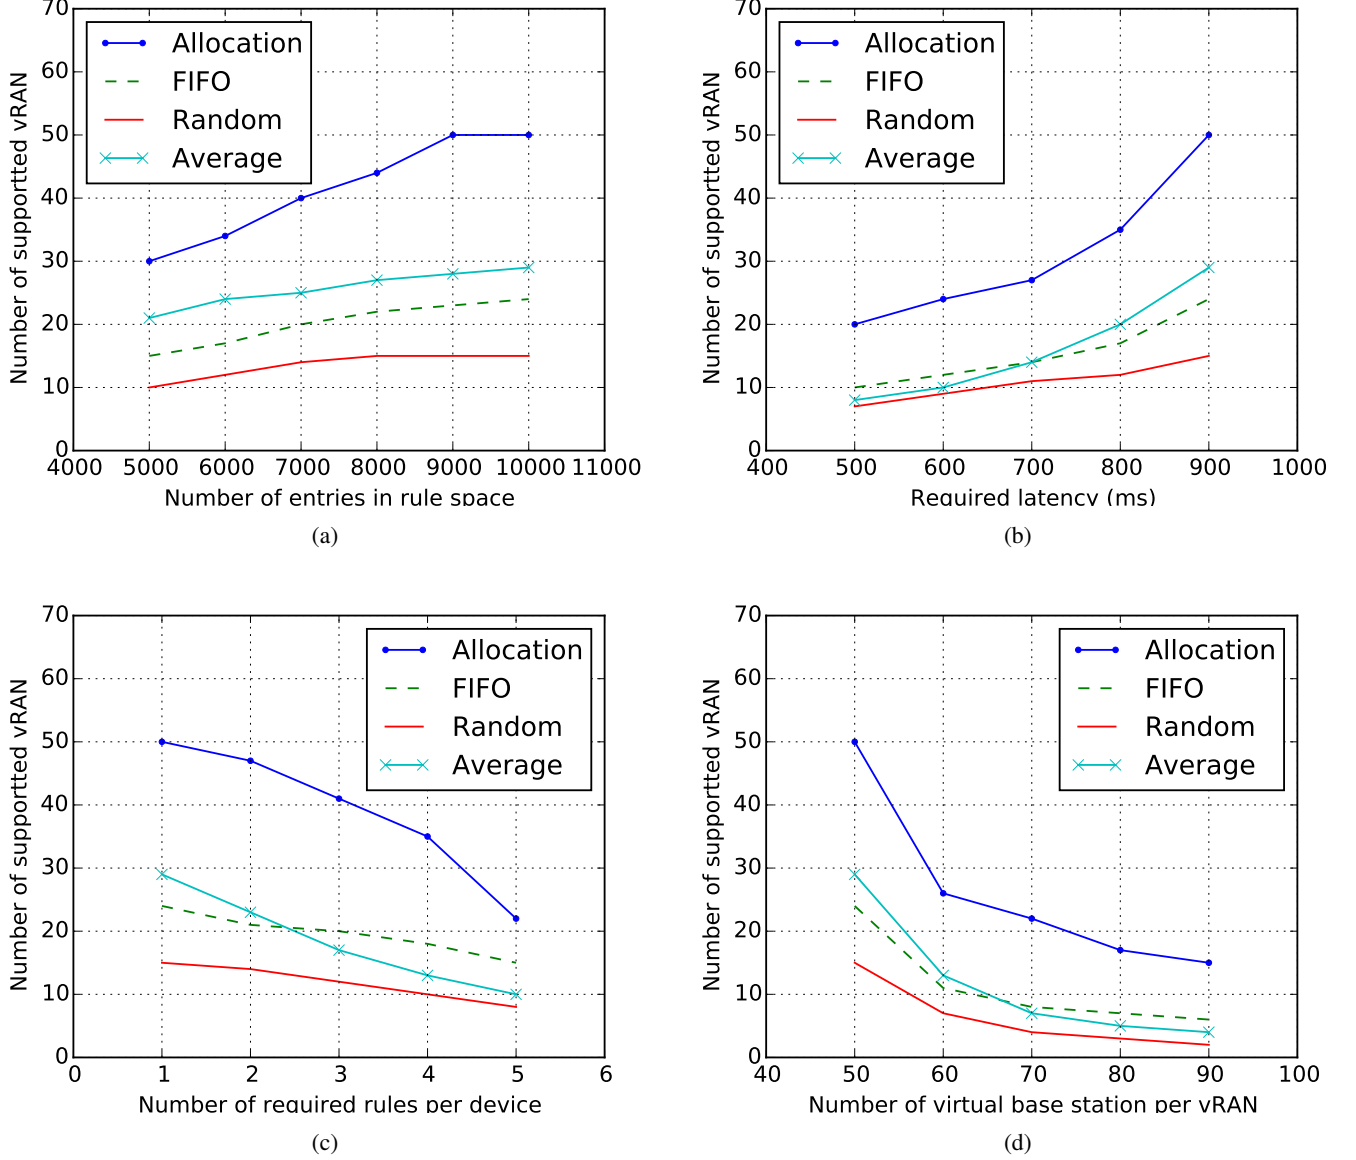 70
60
50
40
30
20
10
0
Number of supportted vRAN
Allocation
FIFO
Random
Average
4000 5000 6000 7000 8000 9000 10000 11000
Number of entries in rule space
(a)
70
60
50
40
30
20
10
0
Number of supportted vRAN
Allocation
FIFO
Random
Average
400 500 600 700 800 900 1000
Required latency (ms)
(b)
70
60
50
40
30
20
10
0
Number of supportted vRAN
Allocation
FIFO
Random
Average
0 1 2 3 4 5 6
Number of required rules per device
(c)
70
60
50
40
30
20
10
0
Number of supportted vRAN
Allocation
FIFO
Random
Average
40 50 60 70 80 90 100
Number of virtual base station per vRAN
(d)